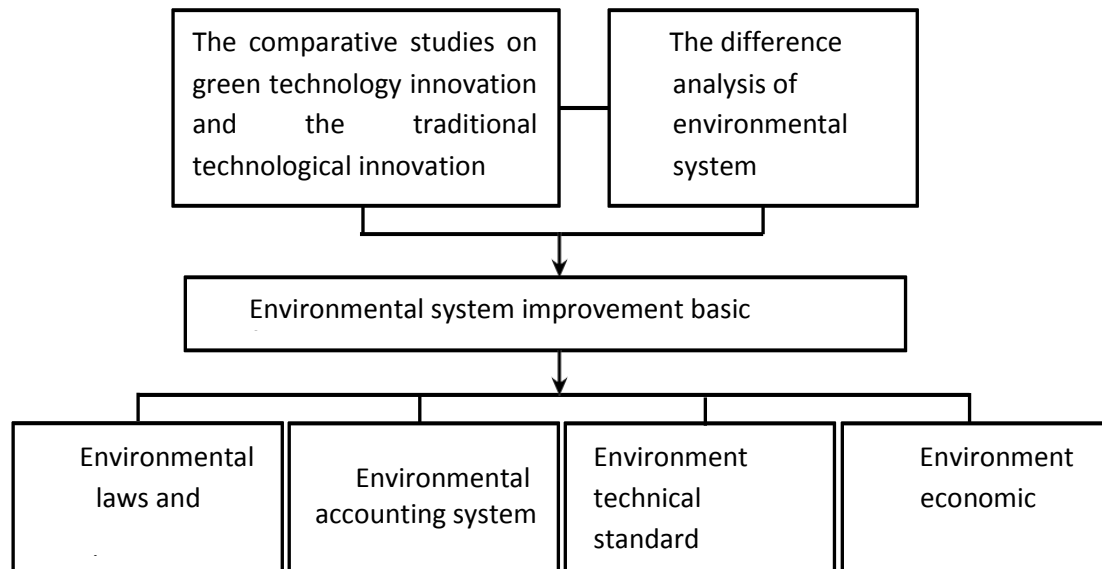 The comparative studies on
green technology innovation
and the traditional
technological innovation
The difference
analysis of
environmental
system
Environmental system improvement basic
Environmental
laws and
Environmental
accounting system
Environment
technical
standard
Environment
economic